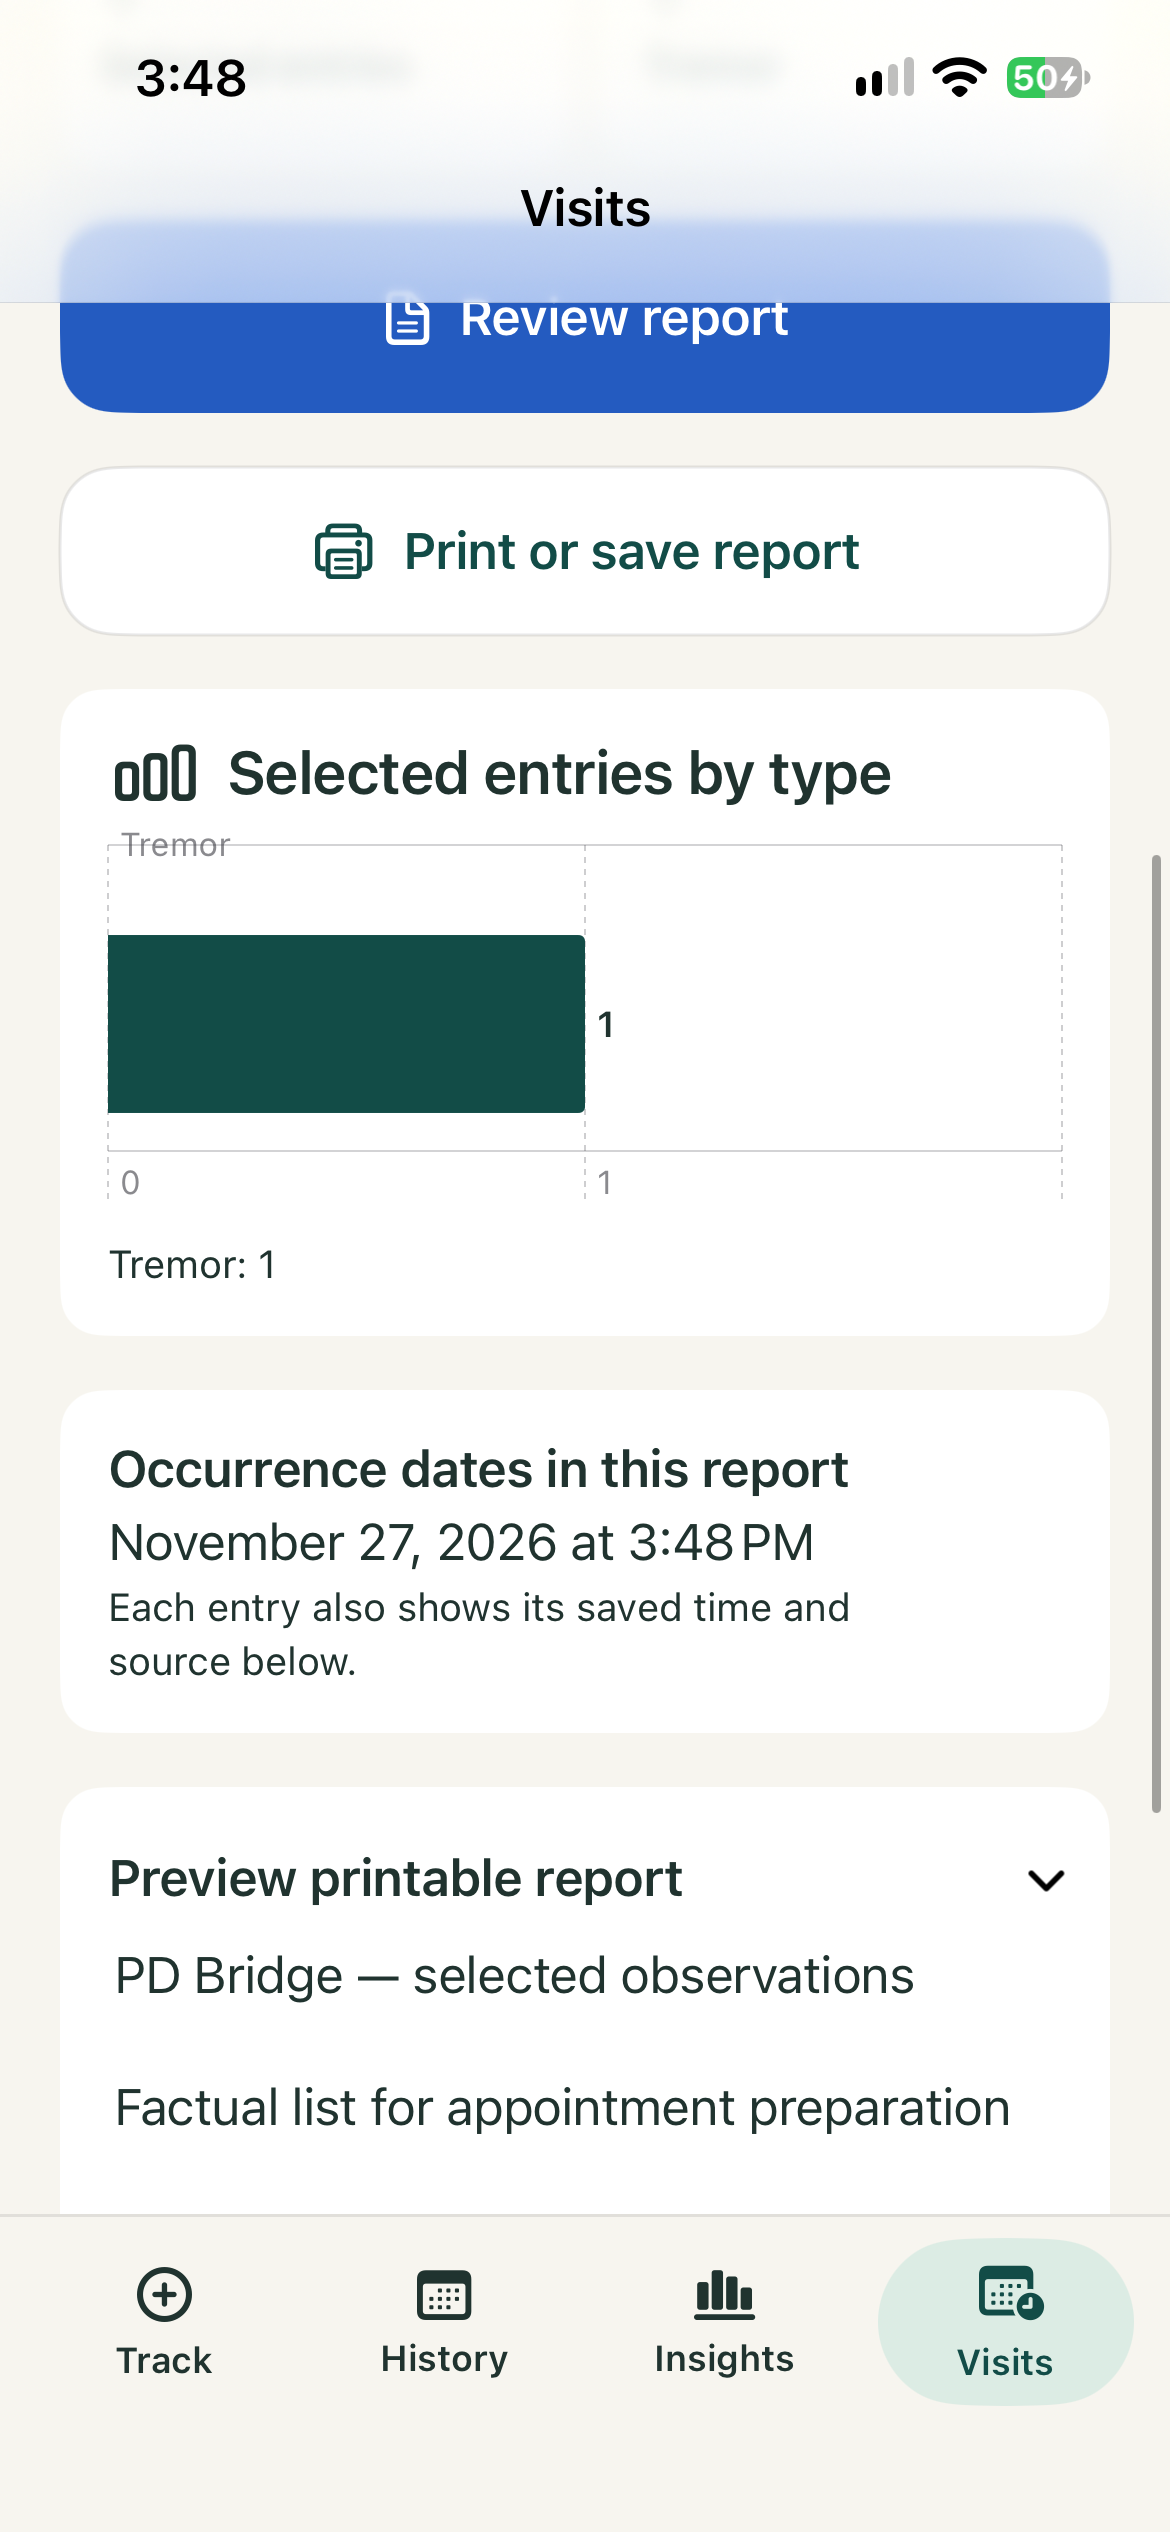 3:48
50
Visits
Review report
Print or save report
Selected entries by type
Tremor
1
0
1
Tremor: 1
Occurrence dates in this report
November 27, 2026 at 3:48 PM
Each entry also shows its saved time and
source below.
Preview printable report
PD Bridge — selected observations
Factual list for appointment preparation
Track
History
Insights
Visits